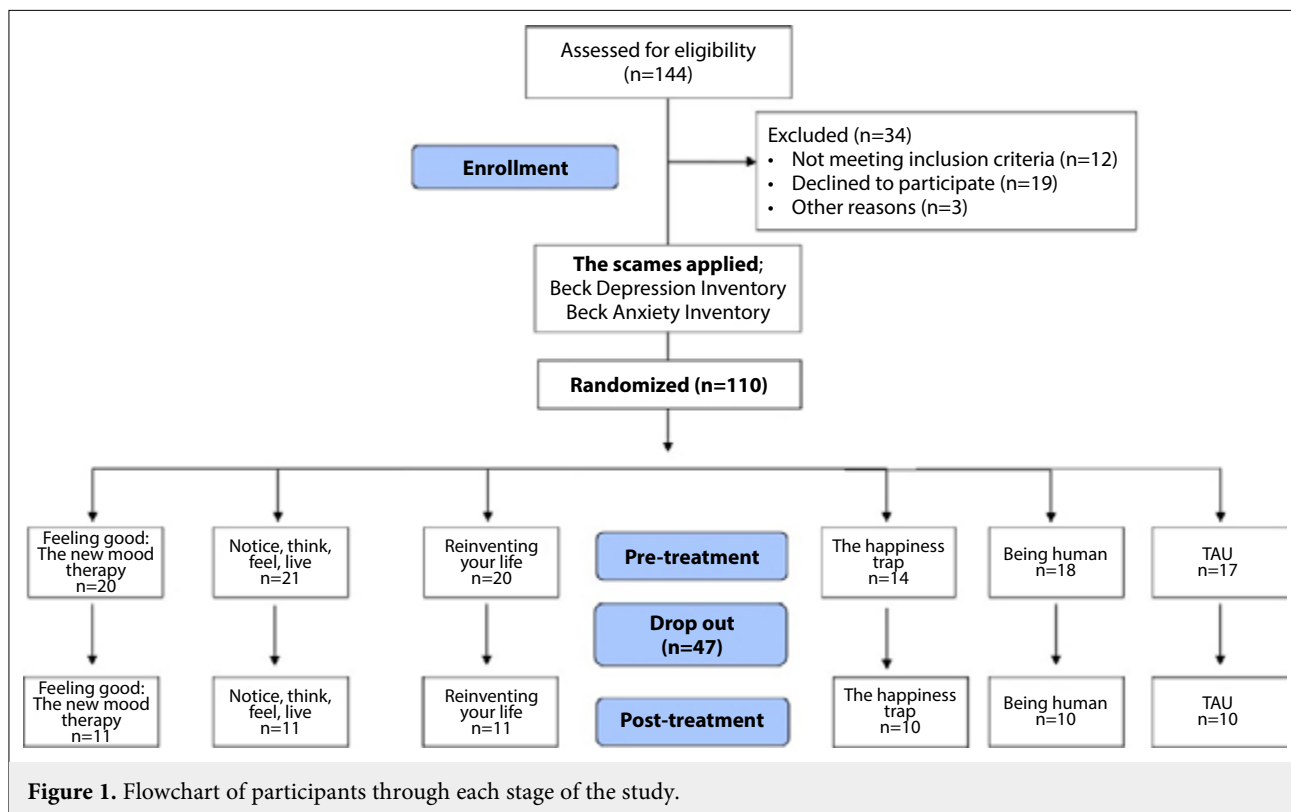 Assessed for eligibility
(n=144)
Excluded (n=34)
• Not meeting inclusion criteria (n=12)
• Declined to participate (n=19)
• Other reasons (n=3)
Enrollment
The scames applied;
Beck Depression Inventory
Beck Anxiety Inventory
Randomized (n=110)
Feeling good:
The new mood
therapy
n=20
Notice, think,
feel, live
n=21
Reinventing
your life
n=20
Pre-treatment
The happiness
trap
n=14
Being human
n=18
TAU
n=17
Drop out
(n=47)
Feeling good:
The new mood
therapy
n=11
Notice, think,
feel, live
n=11
Reinventing
your life
n=11
Post-treatment
The happiness
trap
n=10
Being human
n=10
TAU
n=10
Figure 1. Flowchart of participants through each stage of the study.